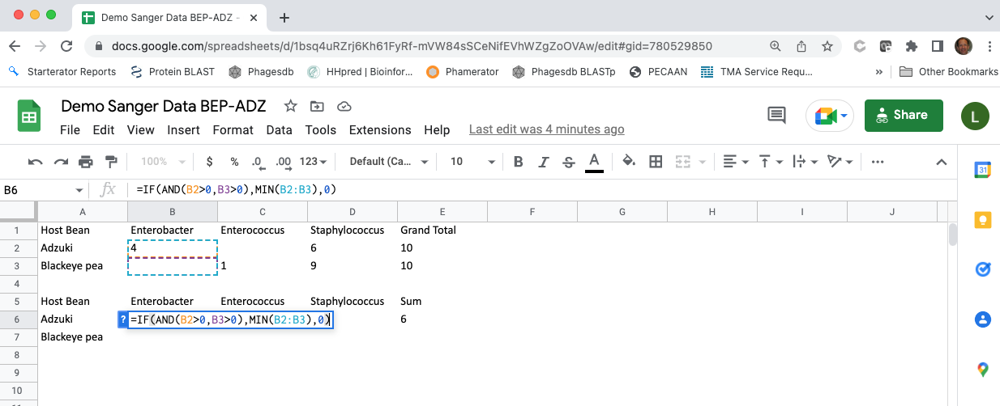 Demo Sanger Data BEP-ADZ -
docs.google.com/spreadsheets/d/1bsq4uRZrj6Kh61FyRf-mVW84sSCeNifEVhWZgZoOVAw/edit#gid=780529850
Starterator Reports Protein BLAST Phagesdb HHpred | Bioinfor... Phamerator Phagesdb BLASTp PECAAN TMA Service Requ... » Other Bookmarks
Demo Sanger Data BEP-ADZ
Share
L
File Edit View Insert Format Data Tools Extensions Help Last edit was 4 minutes ago
100% $ % .0 .00 123 Default (Ca... 10 B I S A
31
B6 fx =IF(AND(B2>0,B3>0),MIN(B2:B3),0)
A B C D E F G H I J
1 Host Bean Enterobacter Enterococcus Staphylococcus Grand Total
2 Adzuki 4 6 10
3 Blackeye pea 1 9 10
4
5 Host Bean Enterobacter Enterococcus Staphylococcus Sum
6 Adzuki ? =IF(AND(B2>0,B3>0),MIN(B2:B3),0) 6
7 Blackeye pea
8
9
10